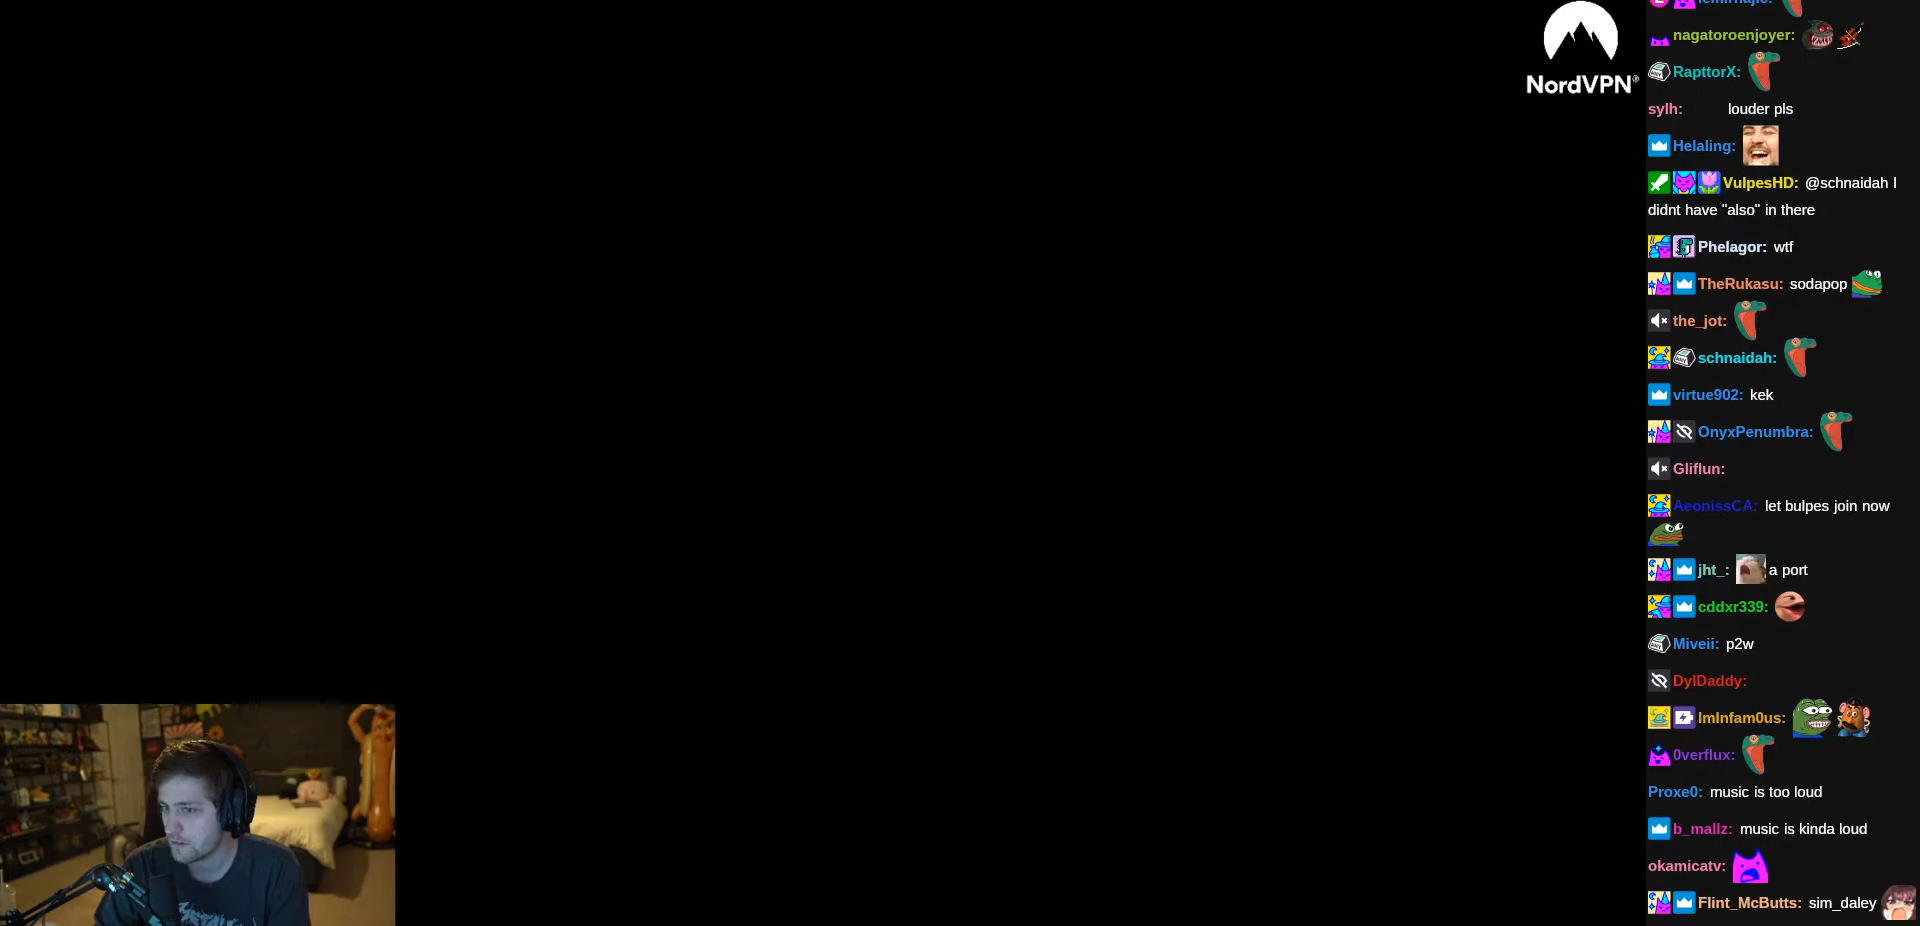 NordVPN®
nagatoroenjoyer:
RapttorX:
sylh: louder pls
Helaling:
VulpesHD: @schnaidah I
didnt have "also" in there
Phelagor: wtf
TheRukasu: sodapop
the_jot:
schnaidah:
virtue902: kek
OnyxPenumbra:
Gliflun:
AeonissCA: let bulpes join now
jht_: a port
cddxr339:
Miveii: p2w
DylDaddy:
ImInfam0us:
0verflux:
Proxe0: music is too loud
b_mallz: music is kinda loud
okamicatv:
Flint_McButts: sim_daley